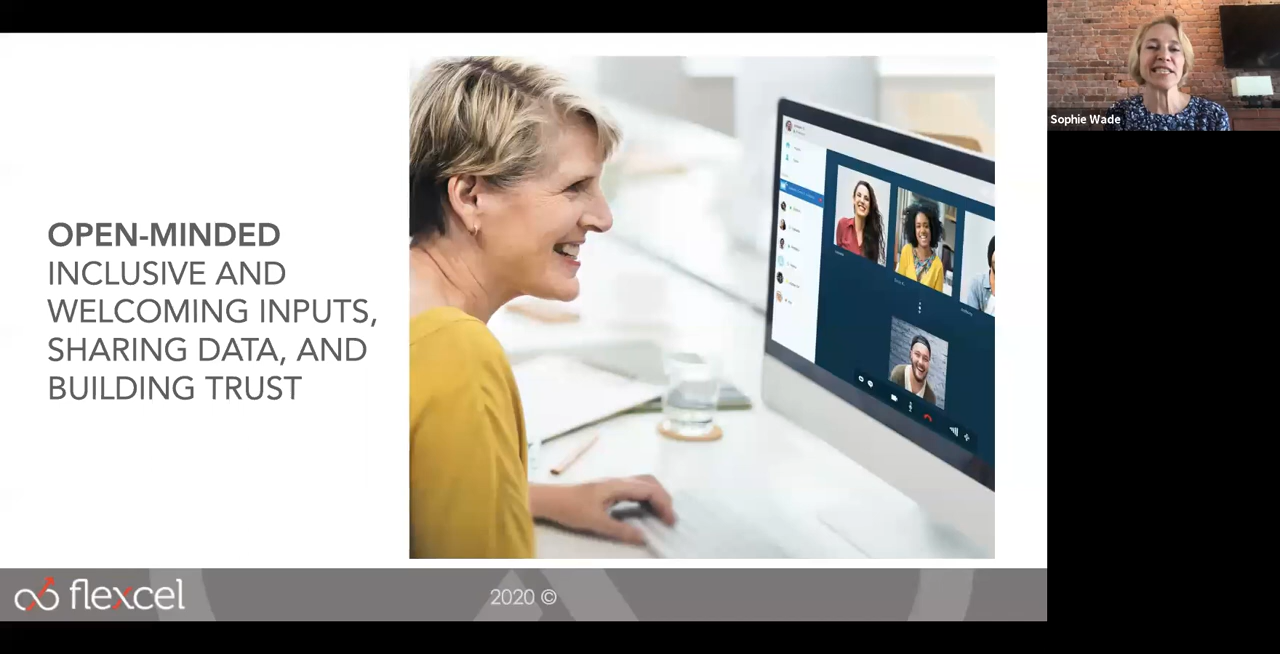 OPEN-MINDED
INCLUSIVE AND
WELCOMING INPUTS,
SHARING DATA, AND
BUILDING TRUST
Sophie Wade
flexcel
2020 ©